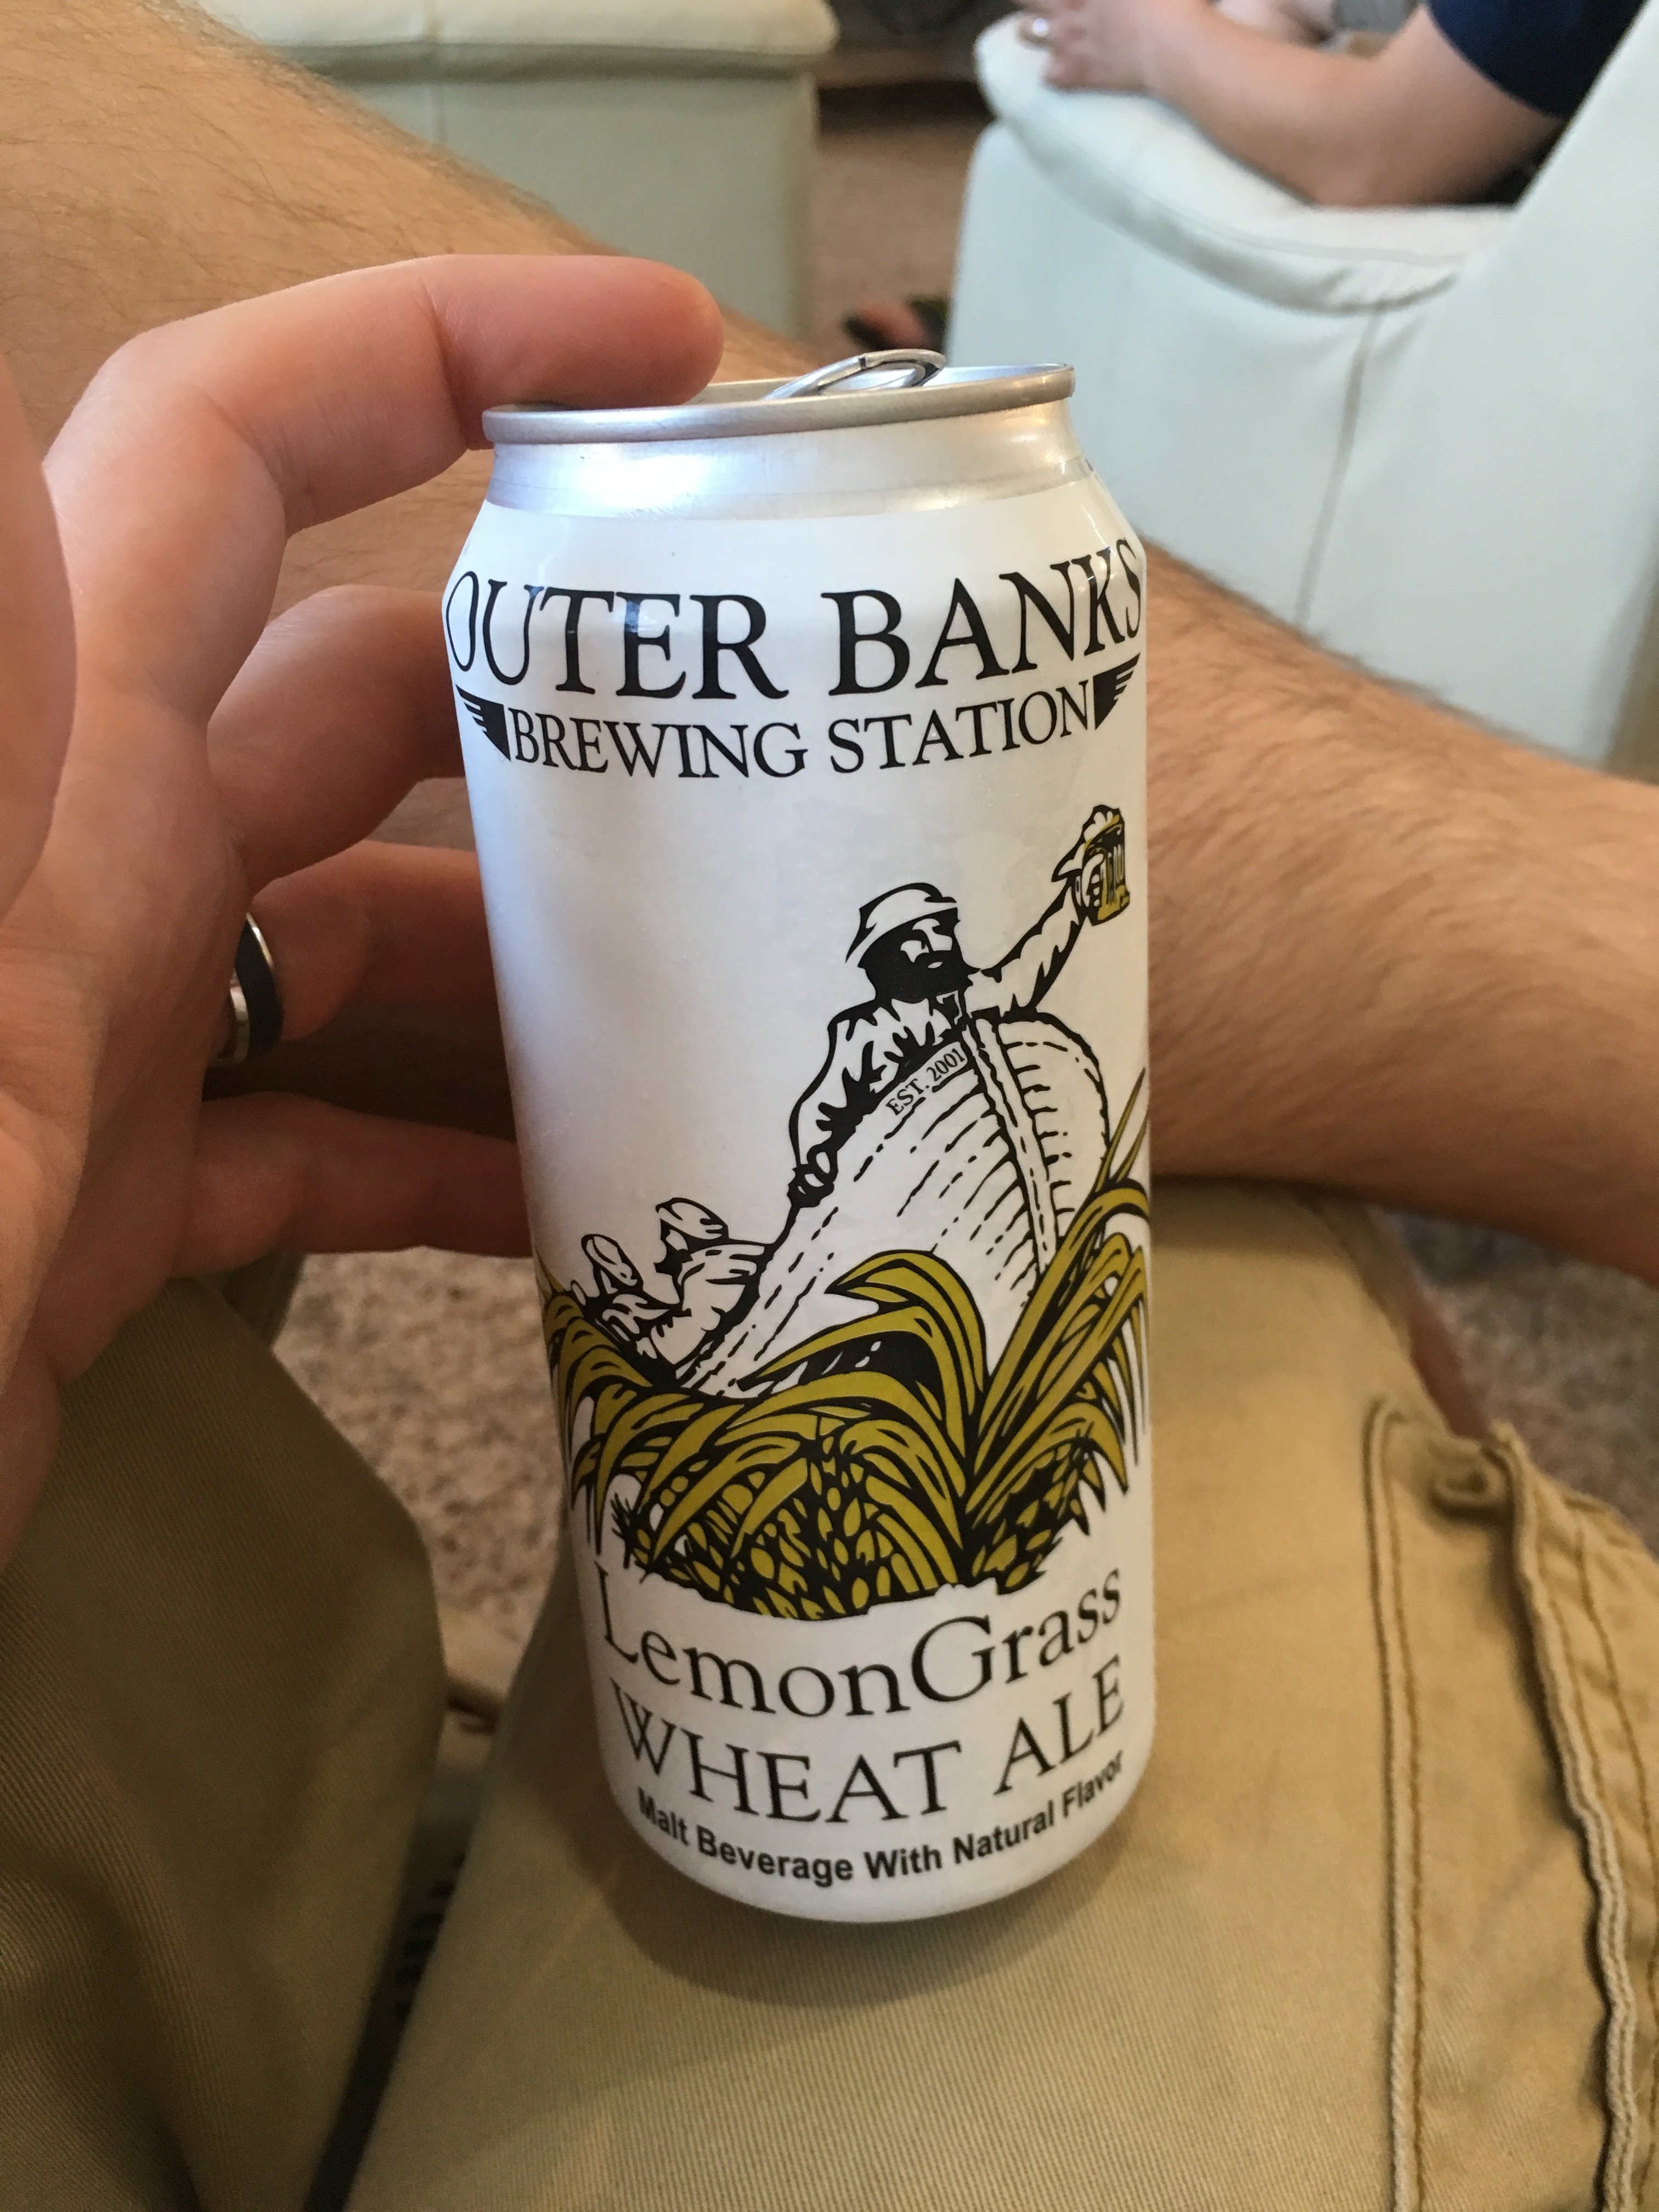 OUTER BANKS
BREWING STATION
EST. 2001
LemonGrass
WHEAT ALE
Malt Beverage With Natural Flavor